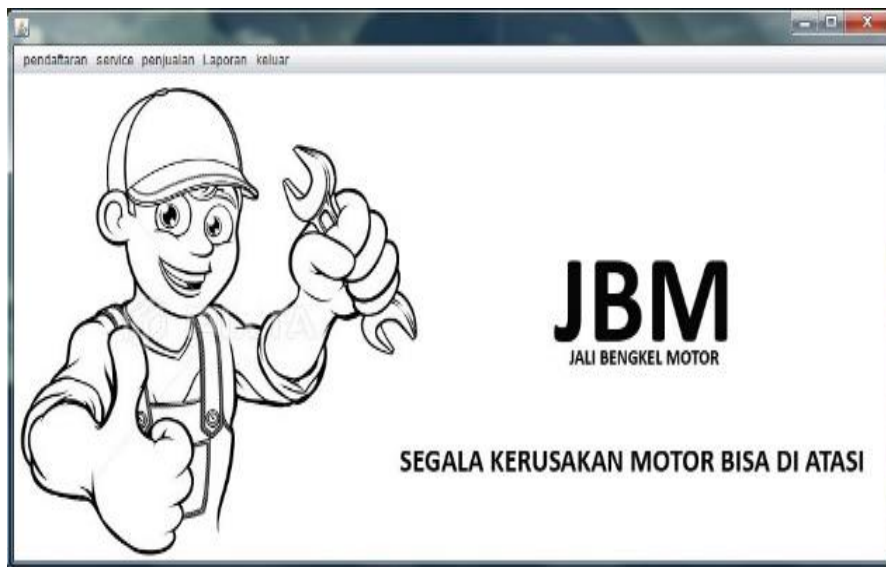 pendaftaran service penjualan Laporan keluar
JBM
JALI BENGKEL MOTOR
SEGALA KERUSAKAN MOTOR BISA DI ATASI